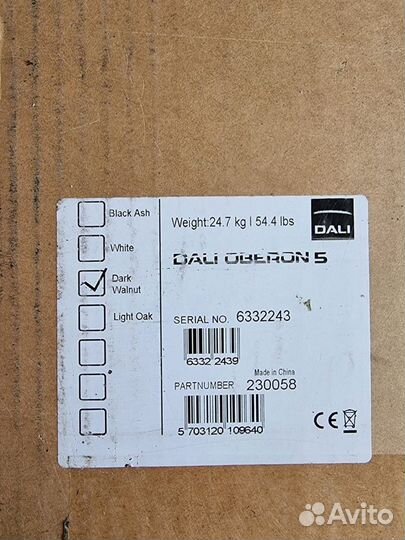 Black Ash
White
Dark
Walnut
Light Oak
Weight:24.7 kg | 54.4 lbs
DALI
DALI OBERON 5
SERIAL NO. 6332243
6332 2439
Made in China
PARTNUMBER 230058
5 703120 109640
CE
Avito